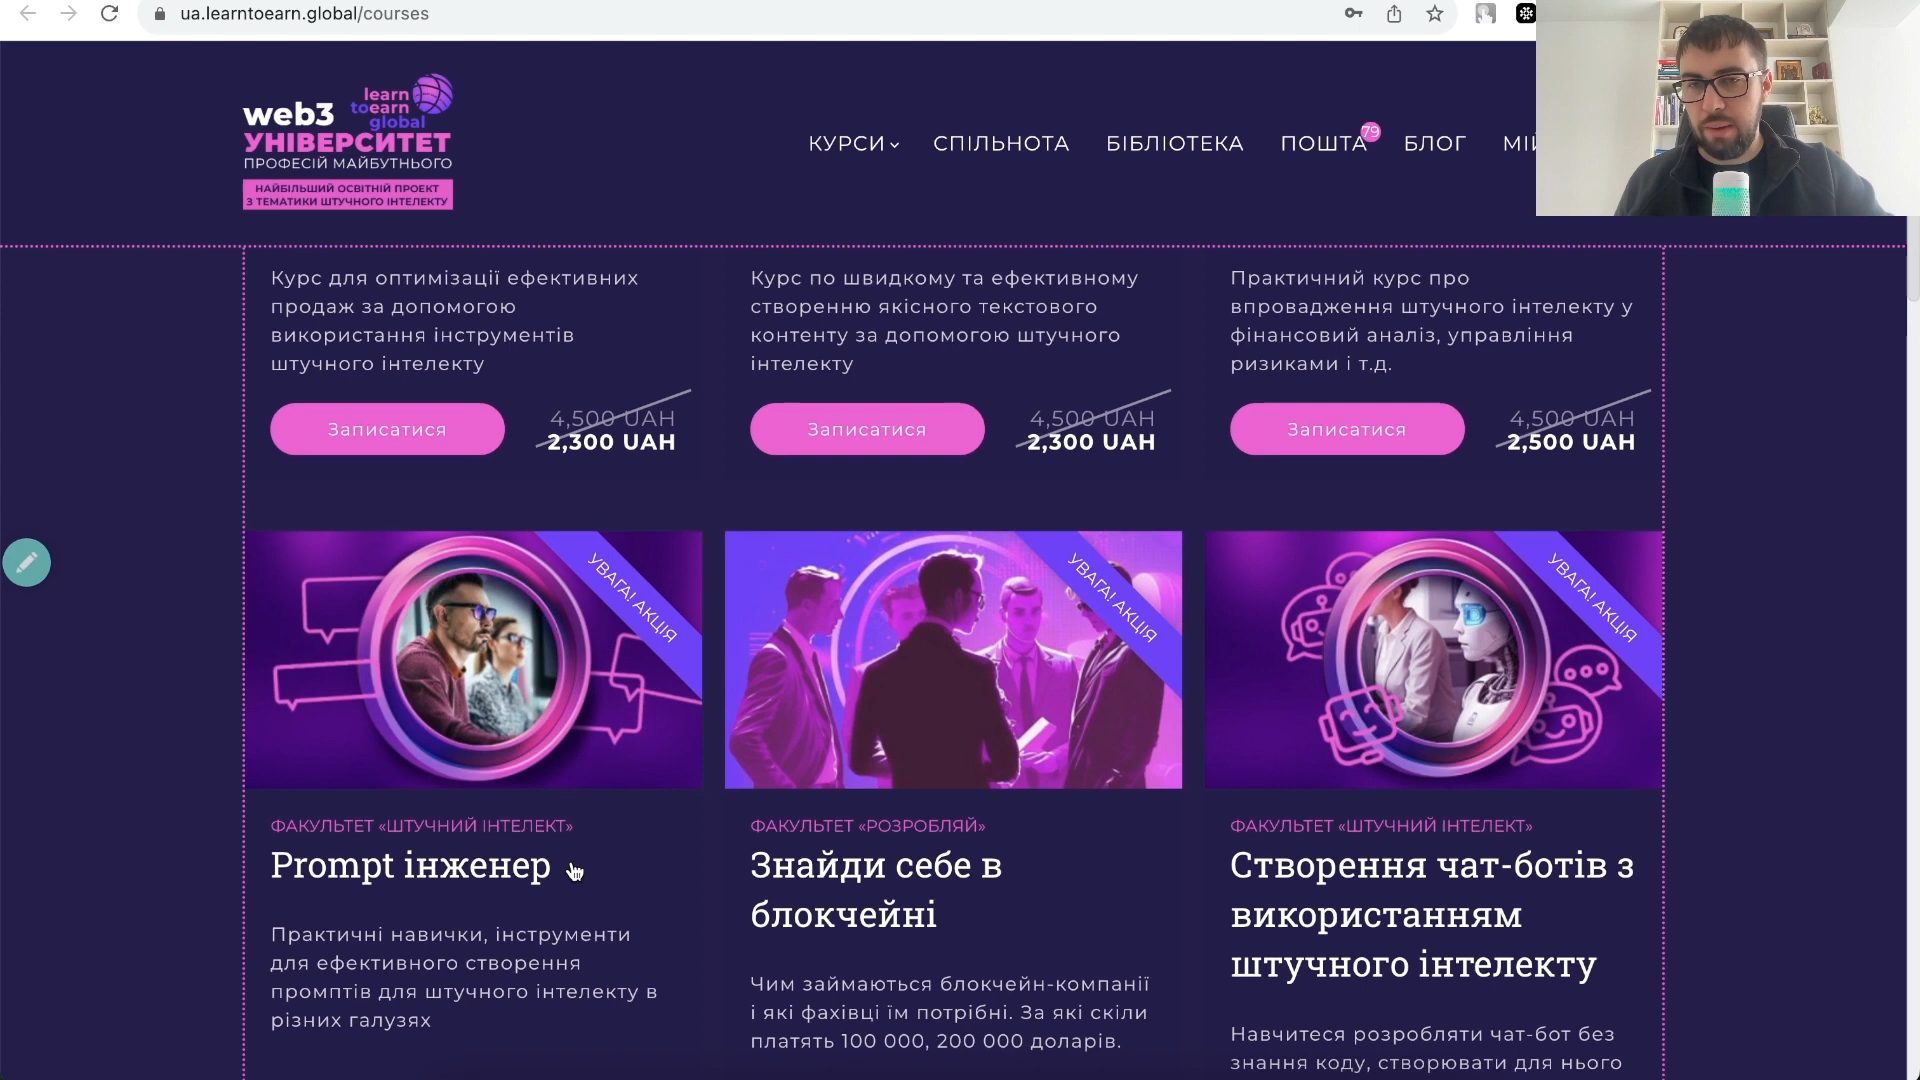 ua.learntoearn.global/courses
learn
toearn
global
web3
УНІВЕРСИТЕТ
ПРОФЕСІЙ МАЙБУТНЬОГО
НАЙБІЛЬШИЙ ОСВІТНІЙ ПРОЕКТ
З ТЕМАТИКИ ШТУЧНОГО ІНТЕЛЕКТУ
КУРСИ СПІЛЬНОТА БІБЛІОТЕКА ПОШТА 79 БЛОГ
Курс для оптимізації ефективних
продаж за допомогою
використання інструментів
штучного інтелекту
Записатися
4,500 UAH
2,300 UAH
Курс по швидкому та ефективному
створенню якісного текстового
контенту за допомогою штучного
інтелекту
Записатися
4,500 UAH
2,300 UAH
Практичний курс про
впровадження штучного інтелекту у
фінансовий аналіз, управління
ризиками і т.д.
Записатися
4,500 UAH
2,500 UAH
УВАГА! АКЦІЯ
ФАКУЛЬТЕТ «ШТУЧНИЙ ІНТЕЛЕКТ»
Prompt інженер
Практичні навички, інструменти
для ефективного створення
промптів для штучного інтелекту в
різних галузях
УВАГА! АКЦІЯ
ФАКУЛЬТЕТ «РОЗРОБЛЯЙ»
Знайди себе в
блокчейні
Чим займаються блокчейн-компанії
і які фахівці їм потрібні. За які скіли
платять 100 000, 200 000 доларів.
УВАГА! АКЦІЯ
ФАКУЛЬТЕТ «ШТУЧНИЙ ІНТЕЛЕКТ»
Створення чат-ботів з
використанням
штучного інтелекту
Навчитеся розробляти чат-бот без
знання коду, створювати для нього